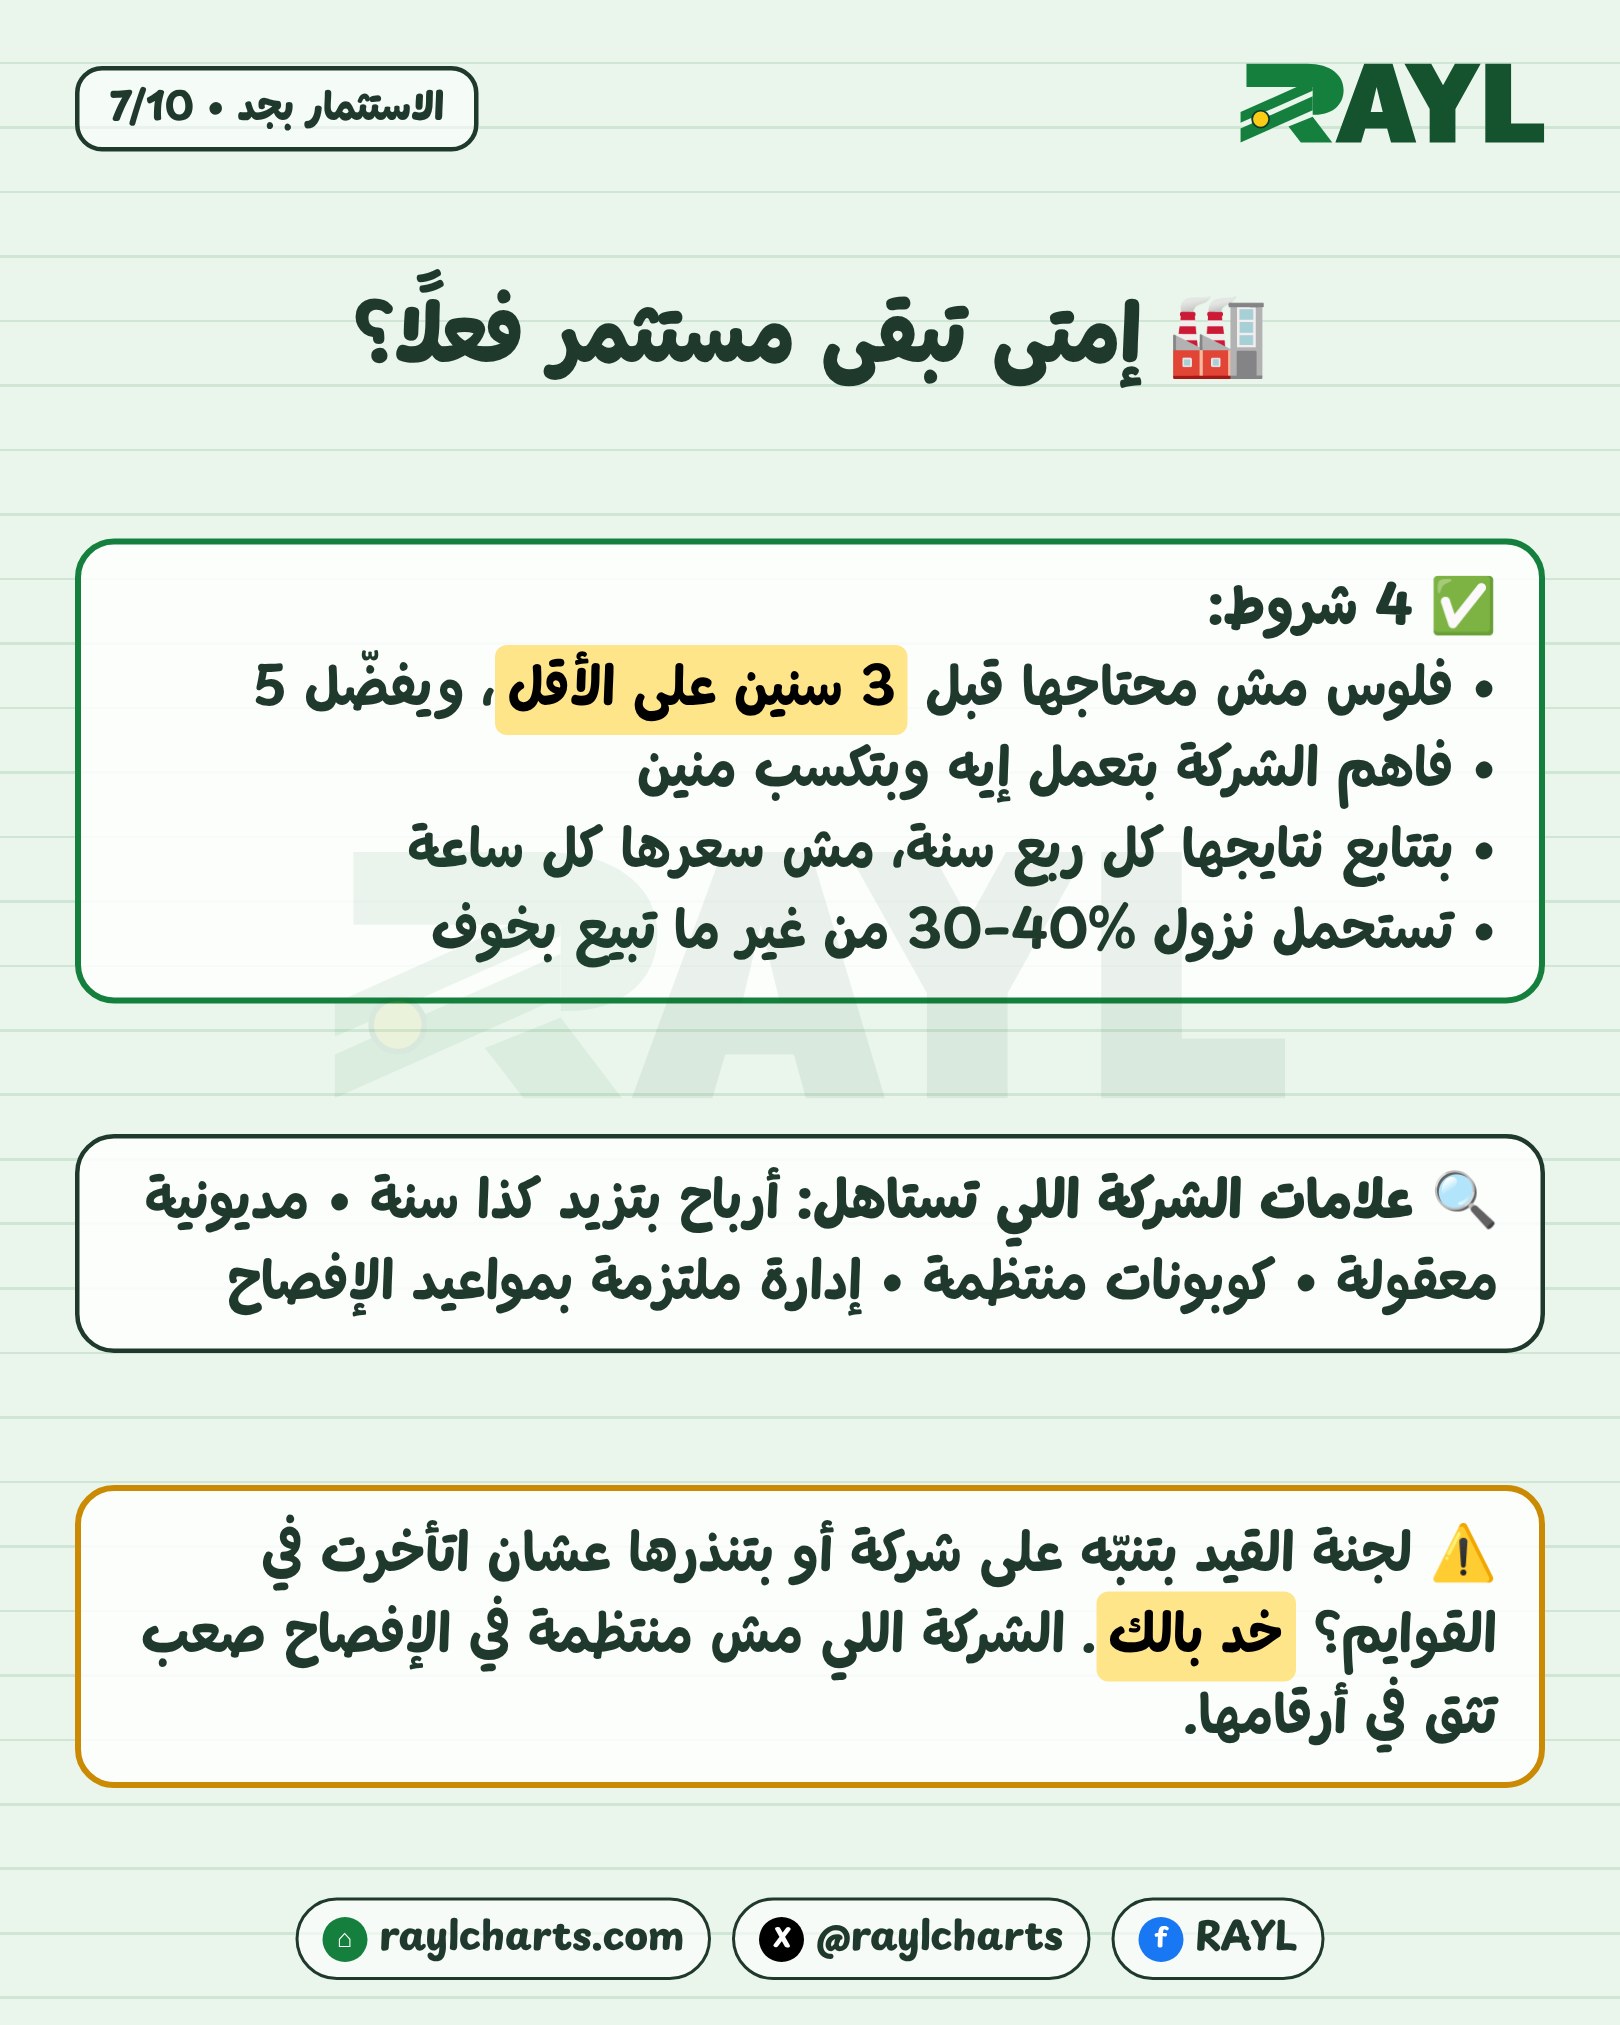 RAYL
الاستثمار بجد • 7/10
🏭 إمتى تبقى مستثمر فعلًا؟
✅ 4 شروط:
• فلوس مش محتاجها قبل 3 سنين على الأقل، ويفضّل 5
• فاهم الشركة بتعمل إيه وبتكسب منين
• بتتابع نتايجها كل ربع سنة، مش سعرها كل ساعة
• تستحمل نزول 30-40% من غير ما تبيع بخوف
RAYL
🔍 علامات الشركة اللي تستاهل: أرباح بتزيد كذا سنة • مديونية
معقولة • كوبونات منتظمة • إدارة ملتزمة بمواعيد الإفصاح
⚠️ لجنة القيد بتنبّه على شركة أو بتنذرها عشان اتأخرت في
القوايم؟ خد بالك. الشركة اللي مش منتظمة في الإفصاح صعب
تثق في أرقامها.
raylcharts.com
X @raylcharts
f RAYL